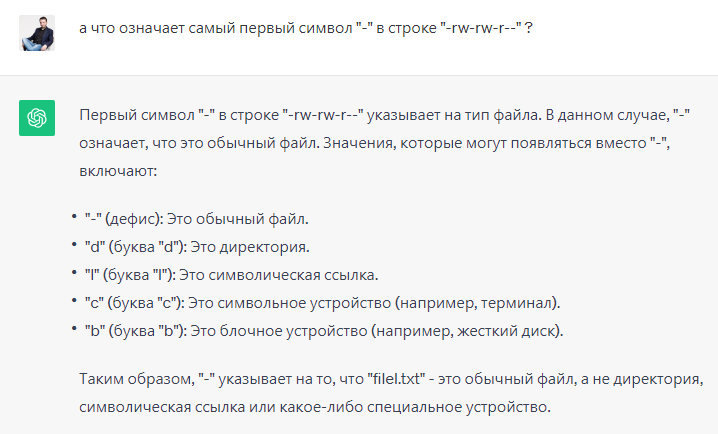 а что означает самый первый символ "-" в строке "-rw-rw-r--" ?
Первый символ "-" в строке "-rw-rw-r--" указывает на тип файла. В данном случае, "-"
означает, что это обычный файл. Значения, которые могут появляться вместо "-",
включают:
• "-" (дефис): Это обычный файл.
• "d" (буква "d"): Это директория.
• "l" (буква "l"): Это символическая ссылка.
• "c" (буква "c"): Это символьное устройство (например, терминал).
• "b" (буква "b"): Это блочное устройство (например, жесткий диск).
Таким образом, "-" указывает на то, что "filel.txt" - это обычный файл, а не директория,
символическая ссылка или какое-либо специальное устройство.